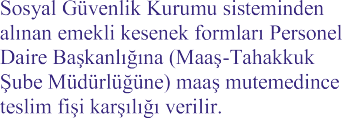 Sosyal Güvenlik Kurumu sisteminden
alınan emekli kesenek formları Personel
Daire Başkanlığına (Maaş-Tahakkuk
Şube Müdürlüğüne) maaş mutemedince
teslim fişi karşılığı verilir.